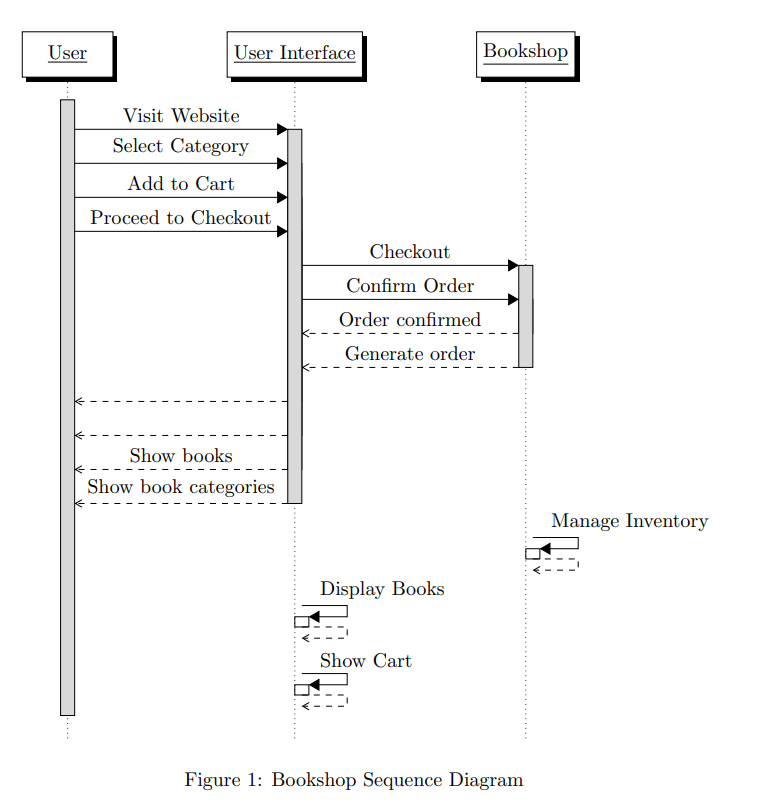 User
User Interface
Bookshop
Visit Website
Select Category
Add to Cart
Proceed to Checkout
Checkout
Confirm Order
Order confirmed
Generate order
Show books
Show book categories
Manage Inventory
Display Books
Show Cart
Figure 1: Bookshop Sequence Diagram